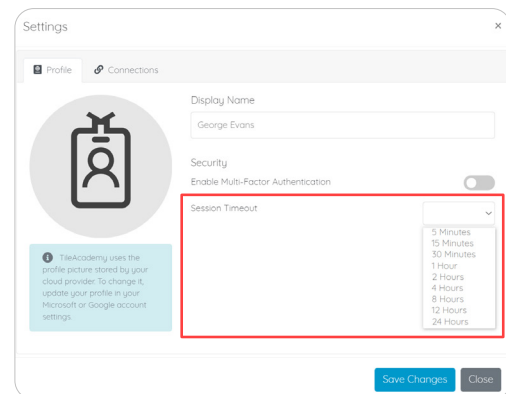 Settings
×
Profile
Connections
Display Name
George Evans
Security
Enable Multi-Factor Authentication
Session Timeout
5 Minutes
15 Minutes
30 Minutes
1 Hour
2 Hours
4 Hours
8 Hours
12 Hours
24 Hours
TileAcademy uses the
profile picture stored by your
cloud provider. To change it,
update your profile in your
Microsoft or Google account
settings.
Save Changes
Close